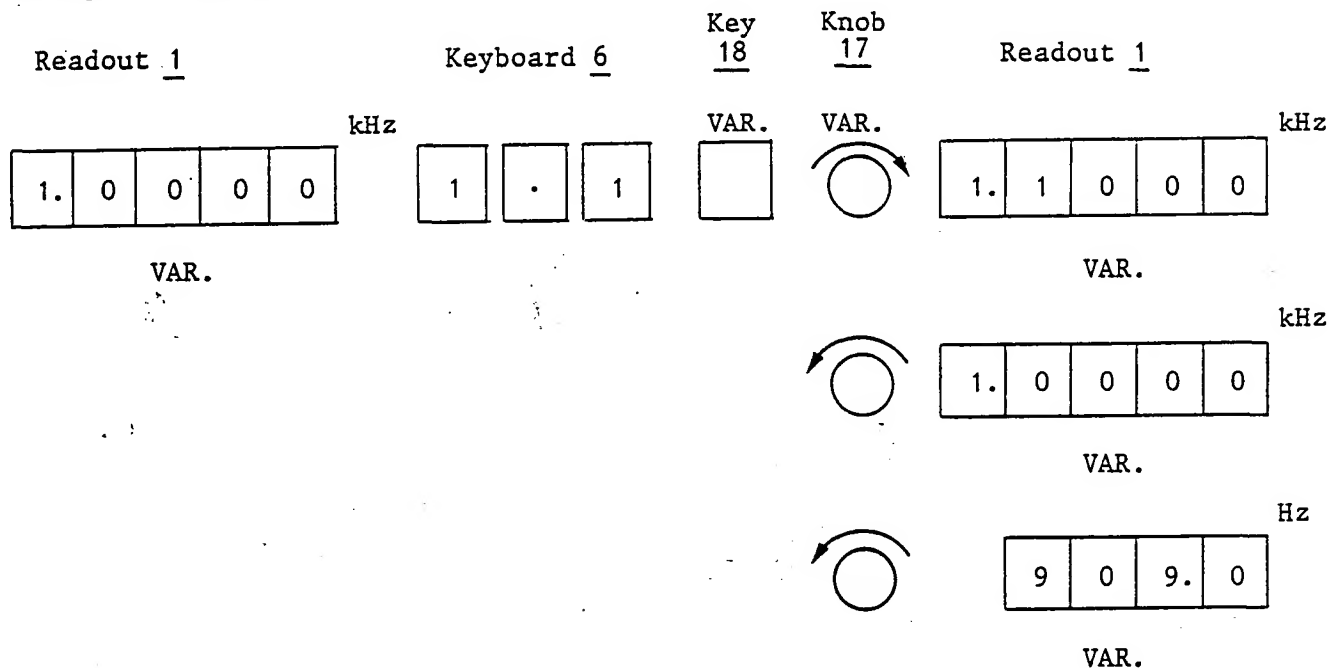 Key Knob
Readout 1 Keyboard 6 18 17 Readout 1
kHz VAR. VAR. kHz
1. 0 0 0 0 1 . 1 1. 1 0 0 0
VAR. VAR.
kHz
1. 0 0 0 0
VAR.
Hz
9 0 9. 0
VAR.